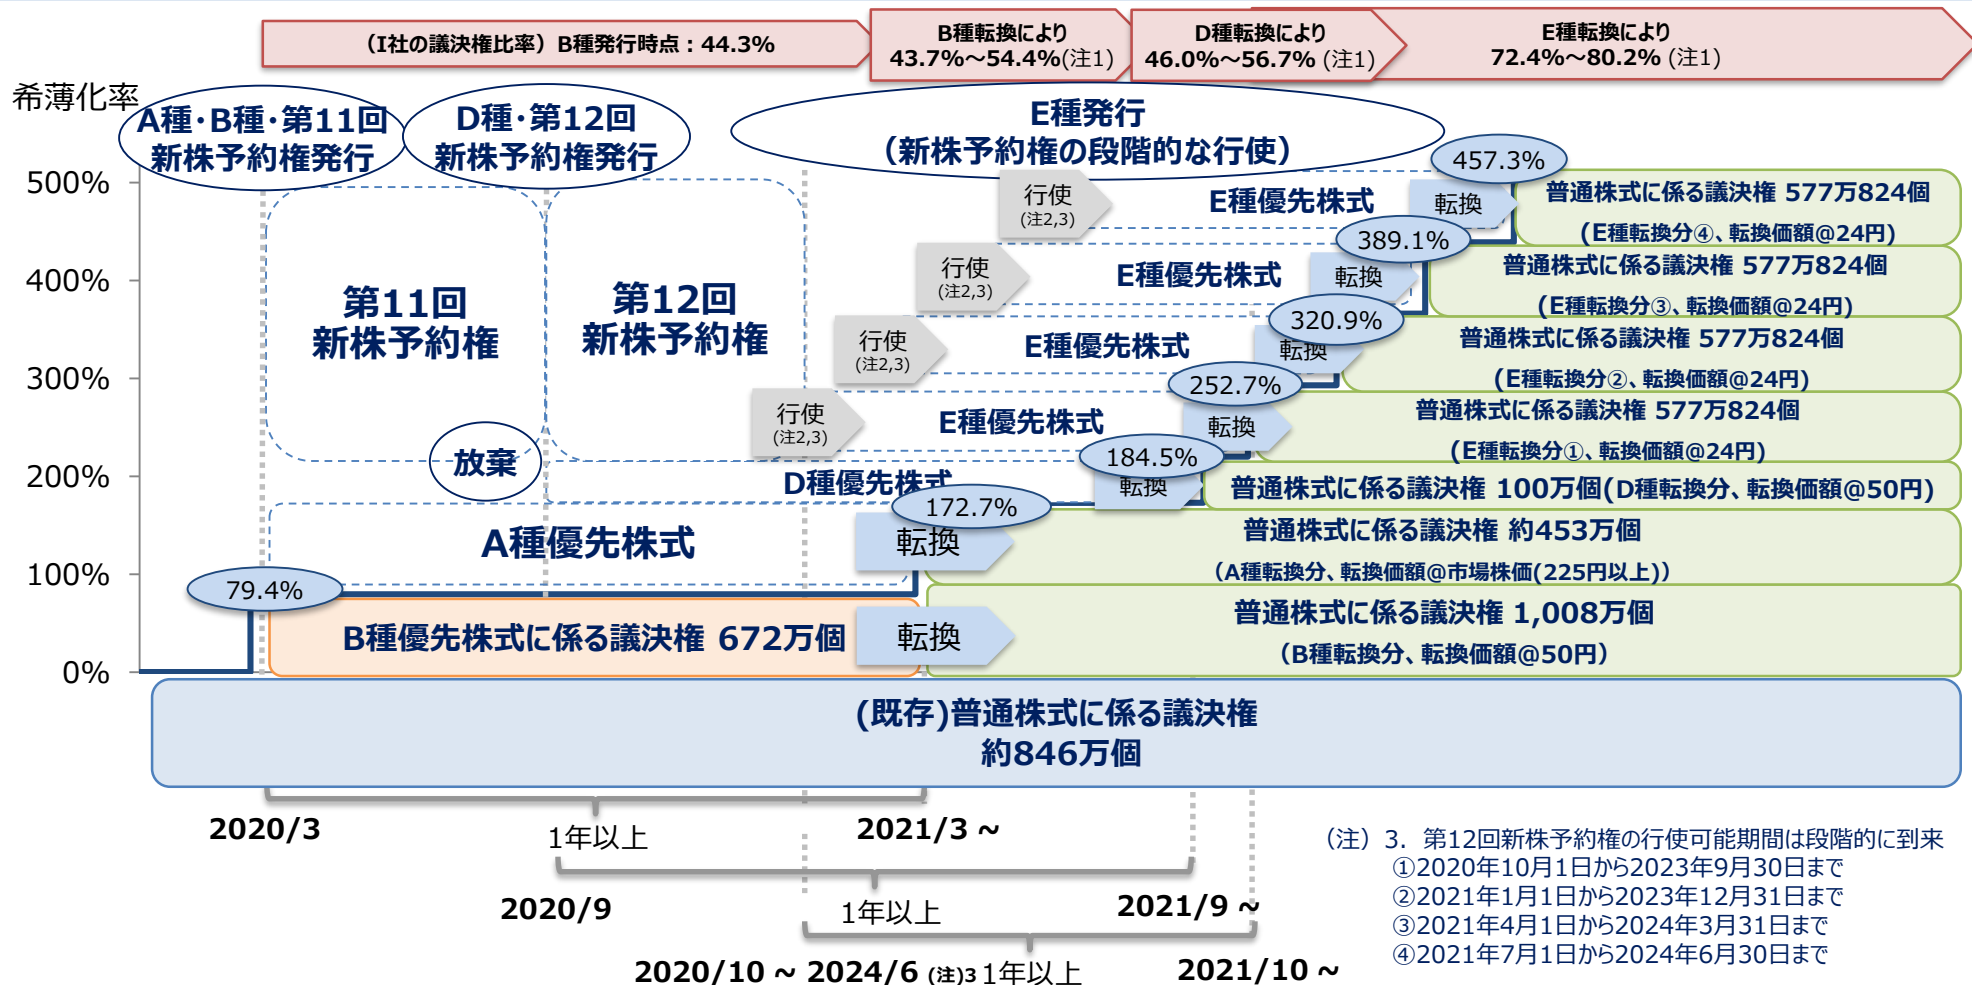 (I社の議決権比率) B種発行時点：44.3%
B種転換により
43.7%～54.4%(注1)
D種転換により
46.0%～56.7% (注1)
E種転換により
72.4%～80.2% (注1)
希薄化率
A種・B種・第11回
新株予約権発行
D種・第12回
新株予約権発行
E種発行
（新株予約権の段階的な行使）
500%
400%
300%
200%
100%
0%
第11回
新株予約権
第12回
新株予約権
放棄
行使
(注2,3)
E種優先株式
転換
457.3%
普通株式に係る議決権 577万824個
(E種転換分④、転換価額@24円)
行使
(注2,3)
E種優先株式
転換
389.1%
普通株式に係る議決権 577万824個
(E種転換分③、転換価額@24円)
行使
(注2,3)
E種優先株式
転換
320.9%
普通株式に係る議決権 577万824個
(E種転換分②、転換価額@24円)
行使
(注2,3)
E種優先株式
転換
252.7%
普通株式に係る議決権 577万824個
(E種転換分①、転換価額@24円)
D種優先株式
転換
184.5%
普通株式に係る議決権 100万個(D種転換分、転換価額@50円)
A種優先株式
転換
172.7%
普通株式に係る議決権 約453万個
（A種転換分、転換価額@市場株価(225円以上)）
79.4%
B種優先株式に係る議決権 672万個
転換
普通株式に係る議決権 1,008万個
（B種転換分、転換価額@50円）
(既存)普通株式に係る議決権
約846万個
2020/3
1年以上
2021/3 ~
2020/9
1年以上
2021/9 ~
2020/10 ~ 2024/6 (注)3
1年以上
2021/10 ~
（注）3．第12回新株予約権の行使可能期間は段階的に到来
①2020年10月1日から2023年9月30日まで
②2021年1月1日から2023年12月31日まで
③2021年4月1日から2024年3月31日まで
④2021年7月1日から2024年6月30日まで